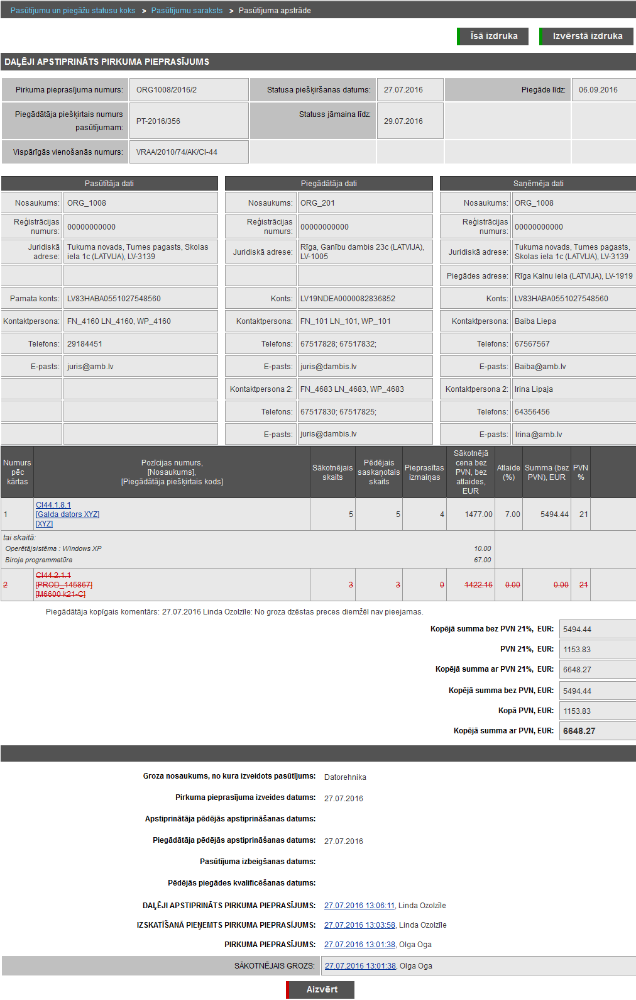 Pasūtījumu un piegāžu statusu koks > Pasūtījumu saraksts > Pasūtījuma apstrāde
Īsā izdruka
Izvērstā izdruka
DAĻĒJI APSTIPRINĀTS PIRKUMA PIEPRASĪJUMS
Pirkuma pieprasījuma numurs: ORG1008/2016/2 Statusa piešķiršanas datums: 27.07.2016 Piegāde līdz: 06.09.2016
Piegādātāja piešķirtais numurs
pasūtījumam: PT-2016/356 Statuss jāmaina līdz: 29.07.2016
Vispārīgās vienošanās numurs: VRAA/2010/74/AK/CI-44
Pasūtītāja dati
Nosaukums: ORG_1008
Reģistrācijas
numurs: 00000000000
Juridiskā
adrese:
Tukuma novads, Tumes pagasts, Skolas
iela 1c (LATVIJA), LV-3139
Pamata konts: LV83HABA0551027548560
Kontaktpersona: FN_4160 LN_4160, WP_4160
Telefons: 29184451
E-pasts: juris@amb.lv
Piegādātāja dati
Nosaukums: ORG_201
Reģistrācijas
numurs: 00000000000
Juridiskā adrese:
Rīga, Ganību dambis 23c (LATVIJA),
LV-1005
Konts: LV19NDEA0000082836852
Kontaktpersona: FN_101 LN_101, WP_101
Telefons: 67517828; 67517832;
E-pasts: juris@dambis.lv
Kontaktpersona 2: FN_4683 LN_4683, WP_4683
Telefons: 67517830; 67517825;
E-pasts: juris@dambis.lv
Saņēmēja dati
Nosaukums: ORG_1008
Reģistrācijas
numurs: 00000000000
Juridiskā adrese:
Tukuma novads, Tumes pagasts,
Skolas iela 1c (LATVIJA), LV-3139
Piegādes adrese: Rīga Kalnu iela (LATVIJA), LV-1919
Konts: LV83HABA0551027548560
Kontaktpersona: Baiba Liepa
Telefons: 67567567
E-pasts: Baiba@amb.lv
Kontaktpersona 2: Irina Lipaja
Telefons: 64356456
E-pasts: Irina@amb.lv
Numurs
pēc
kārtas
Pozīcijas numurs,
[Nosaukums],
[Piegādātāja piešķirtais kods]
Sākotnējais
skaits
Pēdējais
saskaņotais
skaits
Pieprasītas
izmaiņas
Sākotnējā
cena bez
PVN, bez
atlaides,
EUR
Atlaide
(%)
Summa (bez
PVN), EUR
PVN
%
1
CI44.1.8.1
[Galda dators XYZ]
[XYZ]
5 5 4 1477.00 7.00 5494.44 21
tai skaitā:
Operētājsistēma : Windows XP 10.00
Biroja programmatūra 67.00
2
CI44.2.1.1
[PROD_145867]
[M6600 k21-C]
3 3 0 1422.16 0.00 0.00 21
Piegādātāja kopīgais komentārs: 27.07.2016 Linda Ozolzīle: No groza dzēstas preces diemžēl nav pieejamas.
Kopējā summa bez PVN 21%, EUR: 5494.44
PVN 21%, EUR: 1153.83
Kopējā summa ar PVN 21%, EUR: 6648.27
Kopējā summa bez PVN, EUR: 5494.44
Kopā PVN, EUR: 1153.83
Kopējā summa ar PVN, EUR: 6648.27
Groza nosaukums, no kura izveidots pasūtījums: Datorehnika
Pirkuma pieprasījuma izveides datums: 27.07.2016
Apstiprinātāja pēdējās apstiprināšanas datums:
Piegādātāja pēdējās apstiprināšanas datums: 27.07.2016
Pasūtījuma izbeigšanas datums:
Pēdējās piegādes kvalificēšanas datums:
DAĻĒJI APSTIPRINĀTS PIRKUMA PIEPRASĪJUMS: 27.07.2016 13:06:11, Linda Ozolzīle
IZSKATĪŠANĀ PIEŅEMTS PIRKUMA PIEPRASĪJUMS: 27.07.2016 13:03:58, Linda Ozolzīle
PIRKUMA PIEPRASĪJUMS: 27.07.2016 13:01:38, Olga Oga
SĀKOTNĒJAIS GROZS: 27.07.2016 13:01:38, Olga Oga
Aizvērt